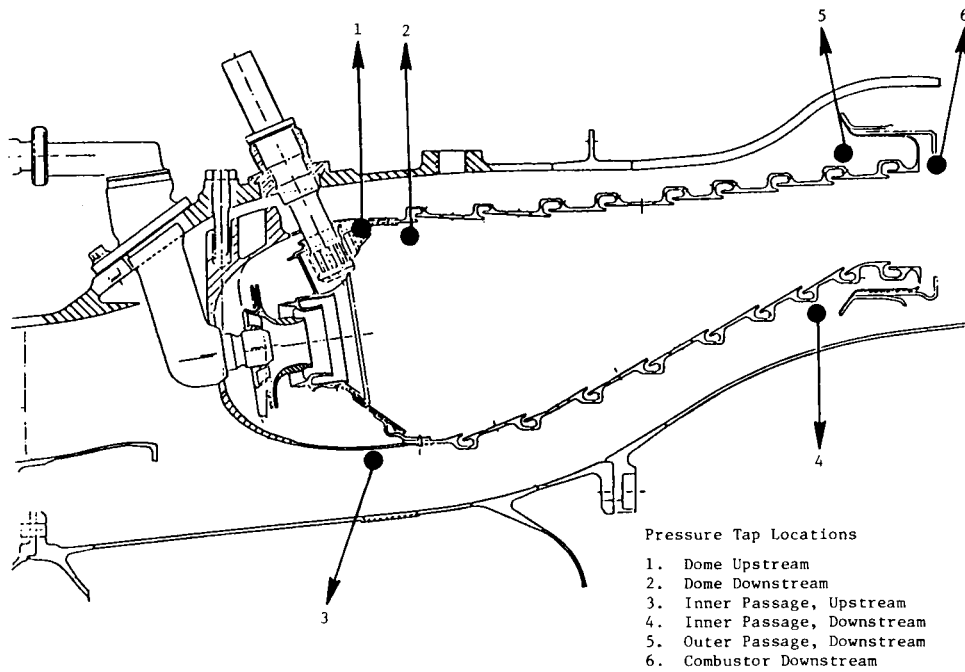 1
2
5
6
4
3
Pressure Tap Locations
1. Dome Upstream
2. Dome Downstream
3. Inner Passage, Upstream
4. Inner Passage, Downstream
5. Outer Passage, Downstream
6. Combustor Downstream